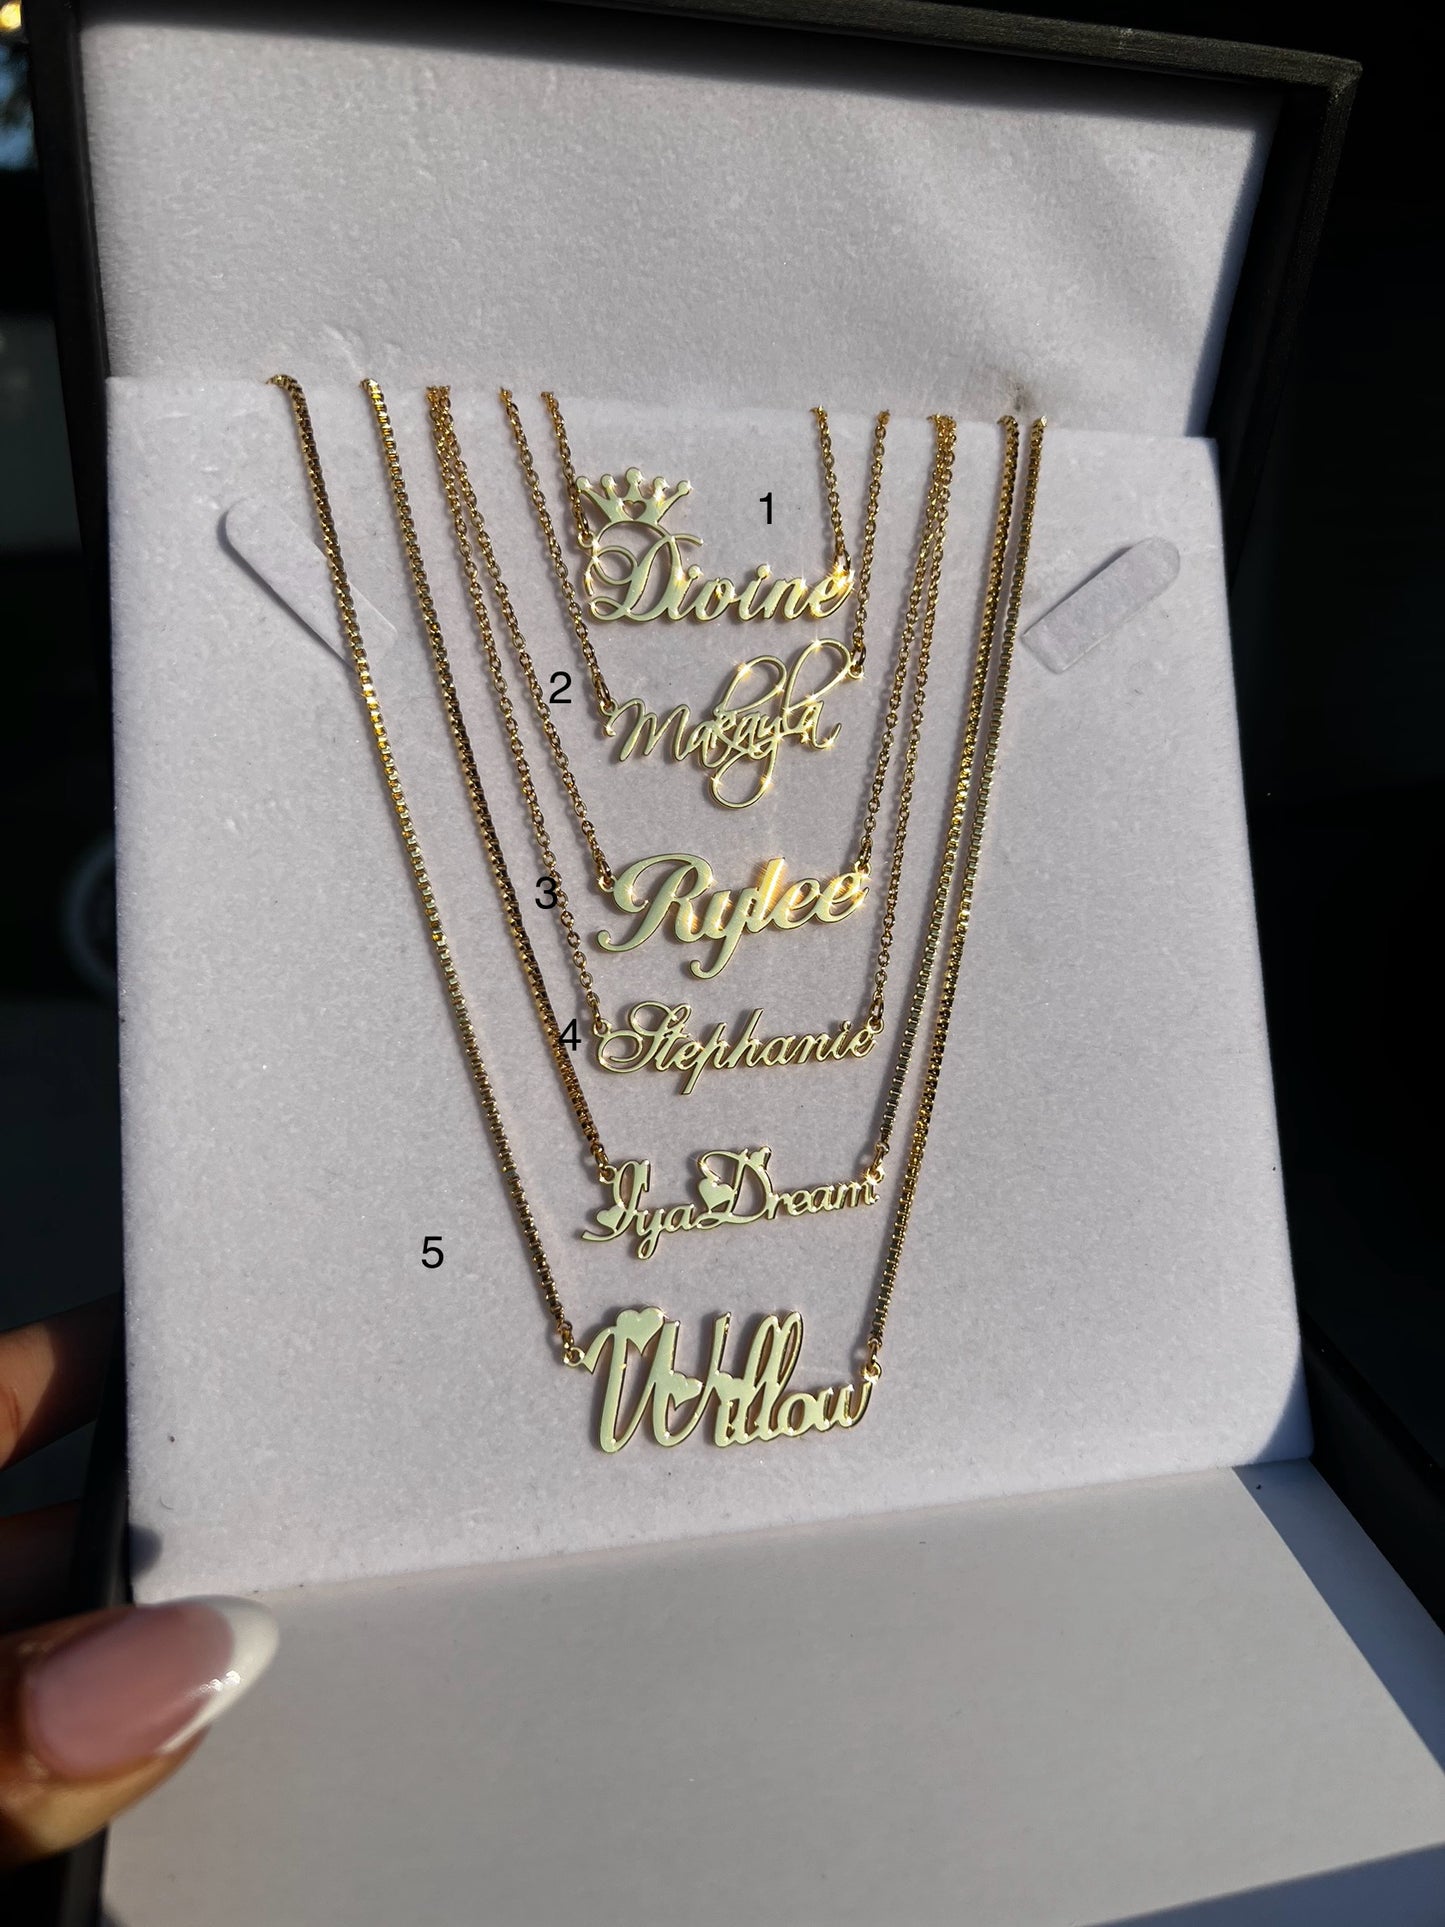 1
Divine
2
Makayla
3
Rylee
4
Stephanie
IyaDream
5
Willow